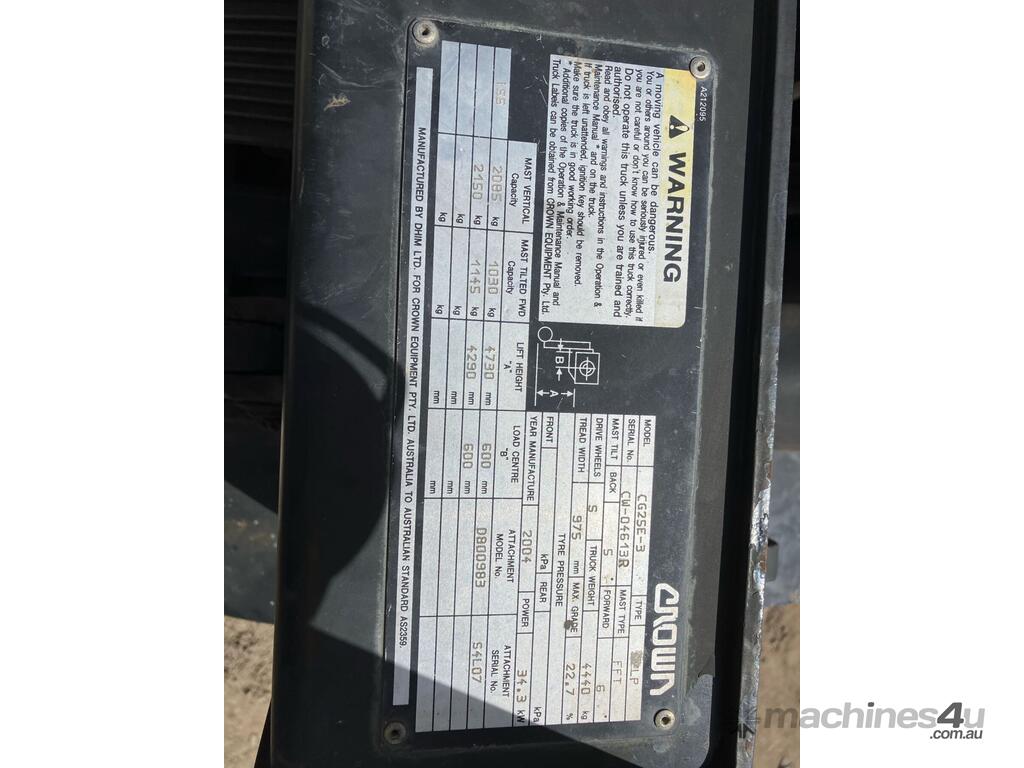 A212095
⚠ WARNING
A moving vehicle can be dangerous.
You or others around you can be seriously injured or even killed if
you are not careful or don't know how to use this truck correctly.
Do not operate this truck unless you are trained and
authorised.
Read and obey all warnings and instructions in the Operation &
Maintenance Manual * and on the truck.
If truck is left unattended, ignition key should be removed.
Make sure the truck is in good working order.
* Additional copies of the Operation & Maintenance Manual and
Truck Labels can be obtained from CROWN EQUIPMENT Pty. Ltd.
A
B
CROWN
MODEL CG25E-3 TYPE LP
SERIAL No. CW-04613R MAST TYPE FFT
MAST TILT BACK 5 ° FORWARD 6 °
DRIVE WHEELS S TRUCK WEIGHT 4440 kg
TREAD WIDTH 975 mm MAX. GRADE 22.7 %
TYRE PRESSURE
FRONT kPa REAR kPa
YEAR MANUFACTURE 2004 POWER 34.3 kW
MAST VERTICAL Capacity MAST TILTED FWD Capacity LIFT HEIGHT "A" LOAD CENTRE "B" ATTACHMENT MODEL No. ATTACHMENT SERIAL No.
2085 kg 1030 kg 4730 mm 600 mm D800983 S4L07
2150 kg 1145 kg 4290 mm 600 mm
kg kg mm mm
kg kg mm mm
MANUFACTURED BY DHIM LTD. FOR CROWN EQUIPMENT PTY. LTD. AUSTRALIA TO AUSTRALIAN STANDARD AS2359.
machines4u
.com.au